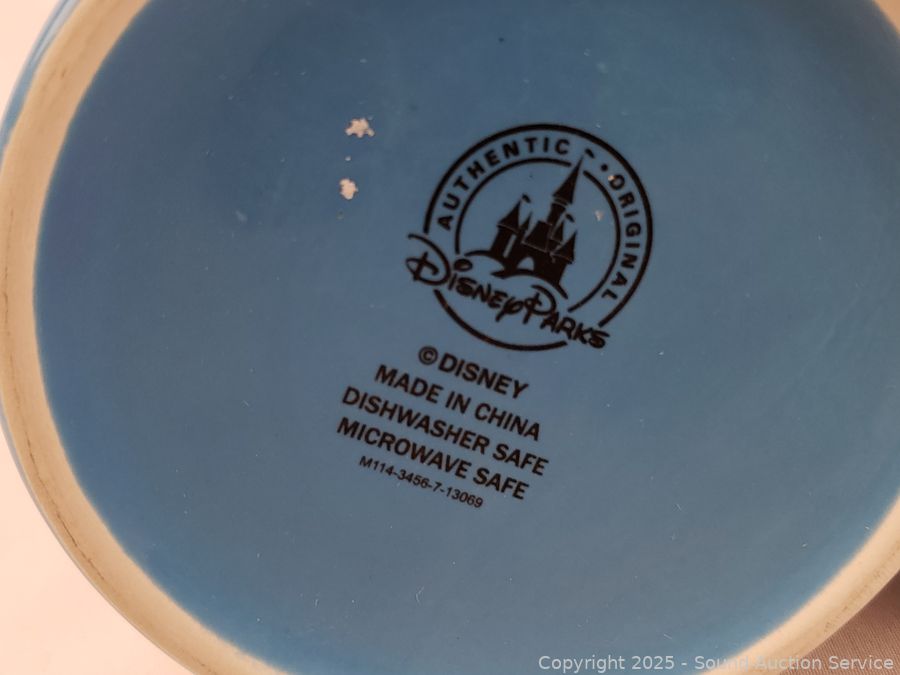 AUTHENTIC • ORIGINAL
Disney Parks
© DISNEY
MADE IN CHINA
DISHWASHER SAFE
MICROWAVE SAFE
M114-3456-7-13069
Copyright 2025 - Sound Auction Service